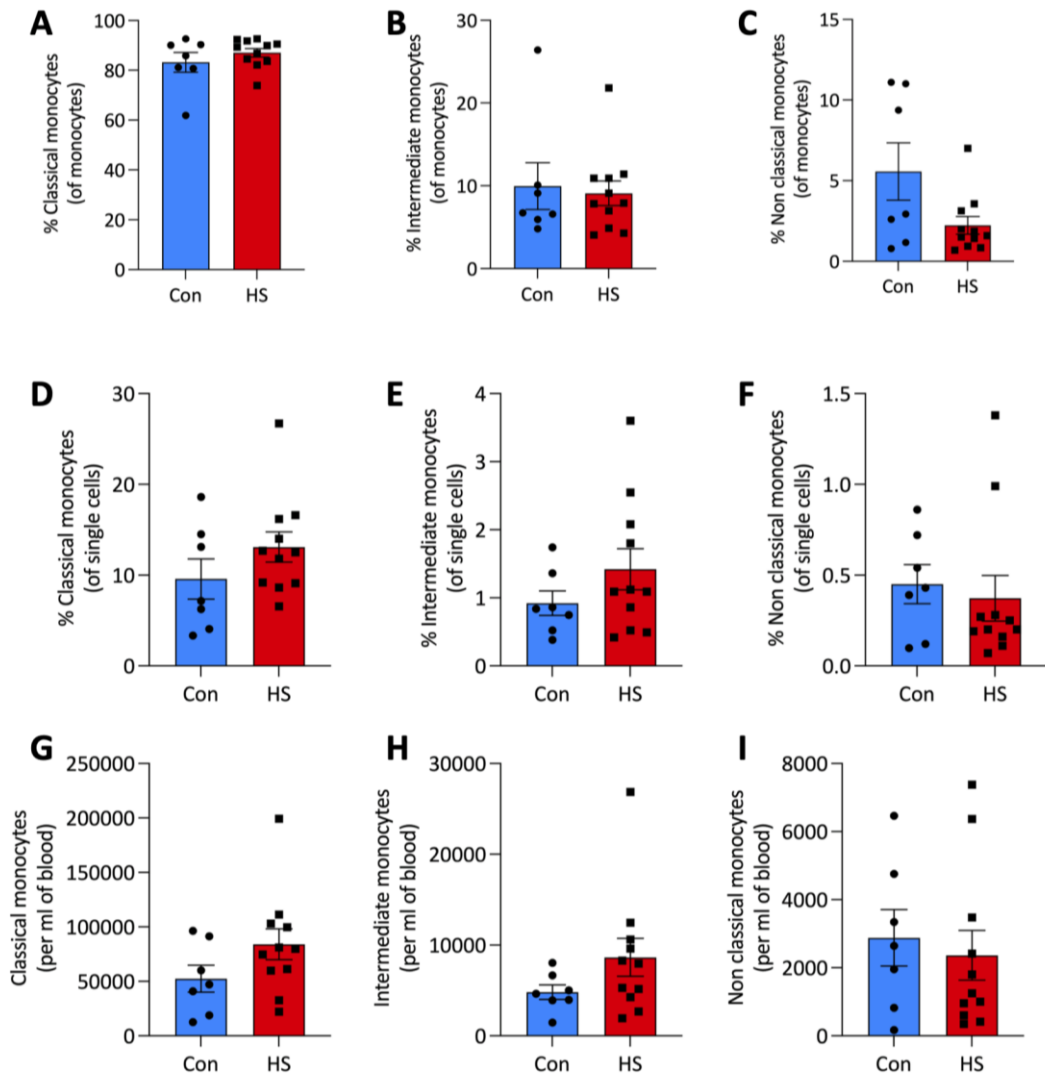 A
% Classical monocytes
(of monocytes)
100
80
60
40
20
0
Con
HS
B
% Intermediate monocytes
(of monocytes)
30
20
10
0
Con
HS
C
% Non classical monocytes
(of monocytes)
15
10
5
0
Con
HS
D
% Classical monocytes
(of single cells)
30
20
10
0
Con
HS
E
% Intermediate monocytes
(of single cells)
4
3
2
1
0
Con
HS
F
% Non classical monocytes
(of single cells)
1.5
1.0
0.5
0.0
Con
HS
G
Classical monocytes
(per ml of blood)
250000
200000
150000
100000
50000
0
Con
HS
H
Intermediate monocytes
(per ml of blood)
30000
20000
10000
0
Con
HS
I
Non classical monocytes
(per ml of blood)
8000
6000
4000
2000
0
Con
HS